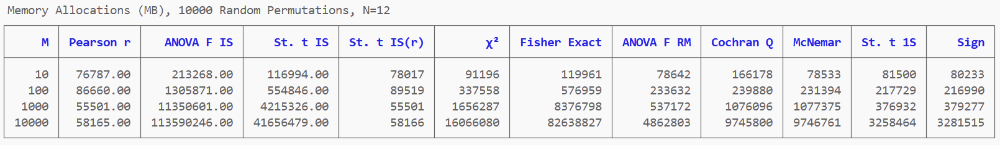 Memory Allocations (MB), 10000 Random Permutations, N=12
M Pearson r ANOVA F IS St. t IS St. t IS(r) χ² Fisher Exact ANOVA F RM Cochran Q McNemar St. t 1S Sign
10 76787.00 213268.00 116994.00 78017 91196 119961 78642 166178 78533 81500 80233
100 86660.00 1305871.00 554846.00 89519 337558 576959 233632 239880 231394 217729 216990
1000 55501.00 11350601.00 4215326.00 55501 1656287 8376798 537172 1076096 1077375 376932 379277
10000 58165.00 113590246.00 41656479.00 58166 16066080 82638827 4862803 9745800 9746761 3258464 3281515